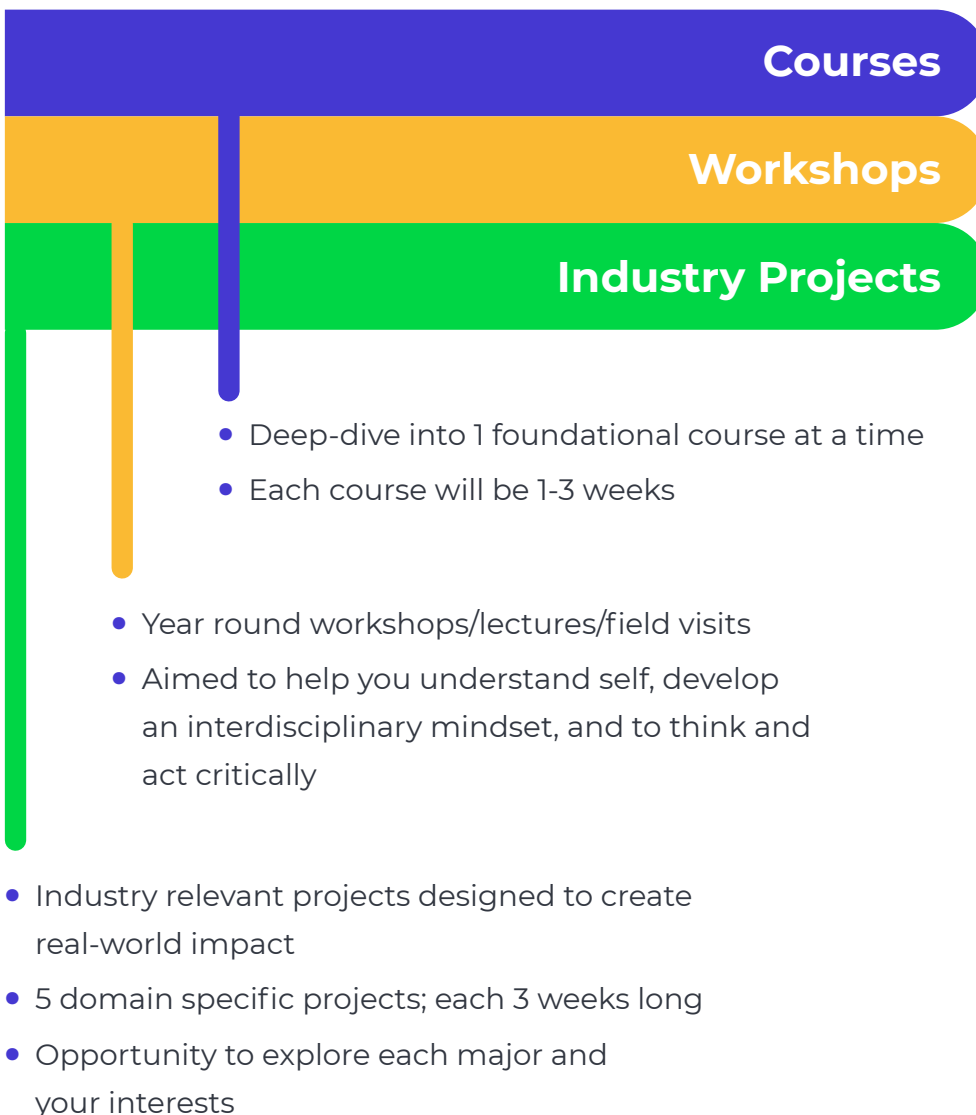 Courses
Workshops
Industry Projects
• Deep-dive into 1 foundational course at a time
• Each course will be 1-3 weeks
• Year round workshops/lectures/field visits
• Aimed to help you understand self, develop
an interdisciplinary mindset, and to think and
act critically
• Industry relevant projects designed to create
real-world impact
• 5 domain specific projects; each 3 weeks long
• Opportunity to explore each major and
your interests